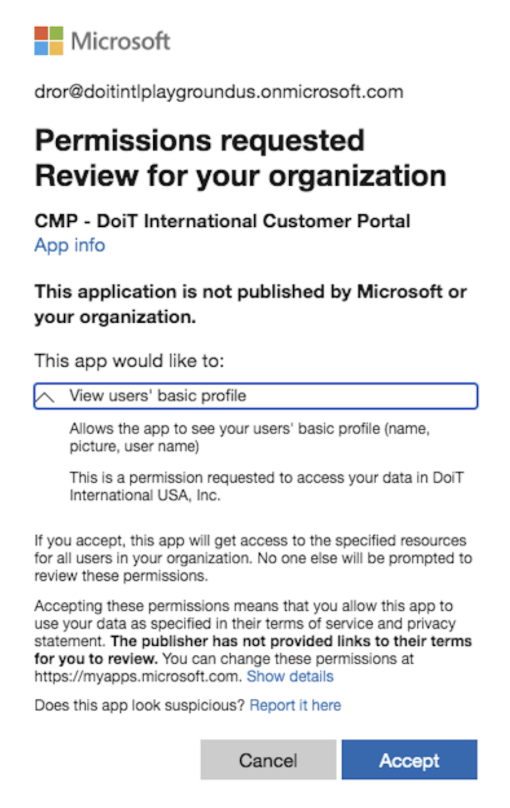 Microsoft
dror@doitintlplaygroundus.onmicrosoft.com
Permissions requested
Review for your organization
CMP - DoiT International Customer Portal
App info
This application is not published by Microsoft or
your organization.
This app would like to:
View users' basic profile
Allows the app to see your users' basic profile (name,
picture, user name)
This is a permission requested to access your data in DoiT
International USA, Inc.
If you accept, this app will get access to the specified resources
for all users in your organization. No one else will be prompted to
review these permissions.
Accepting these permissions means that you allow this app to
use your data as specified in their terms of service and privacy
statement. The publisher has not provided links to their terms
for you to review. You can change these permissions at
https://myapps.microsoft.com. Show details
Does this app look suspicious? Report it here
Cancel Accept